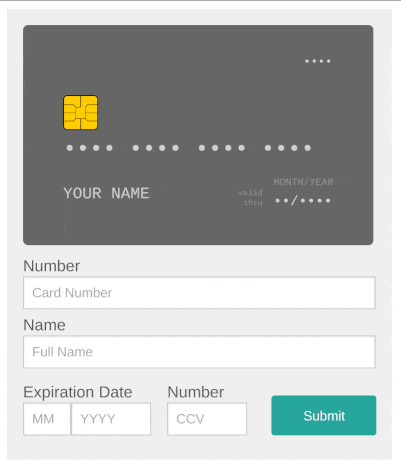 ••••
•••• •••• •••• ••••
MONTH/YEAR
YOUR NAME
valid
thru
••/••••
Number
Card Number
Name
Full Name
Expiration Date Number
MM YYYY CCV Submit